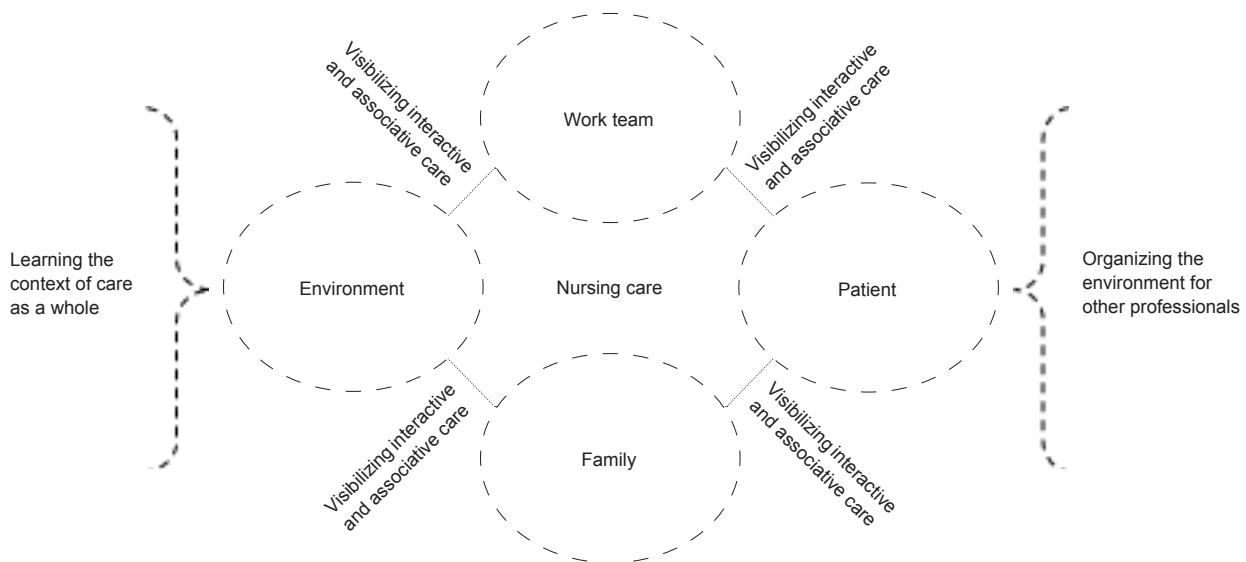 Visibilizing interactive
and associative care
Work team
Visibilizing interactive
and associative care
Learning the
context of care
as a whole
Environment
Nursing care
Patient
Organizing the
environment for
other professionals
Visibilizing interactive
and associative care
Family
Visibilizing interactive
and associative care